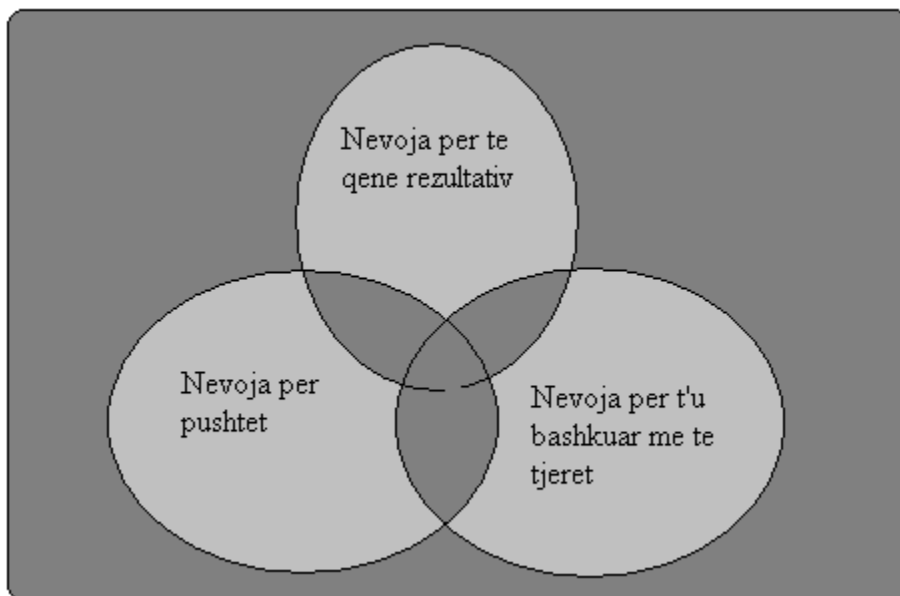 Nevoja per te
qene rezultativ
Nevoja per
pushtet
Nevoja per t'u
bashkuar me te
tjeret